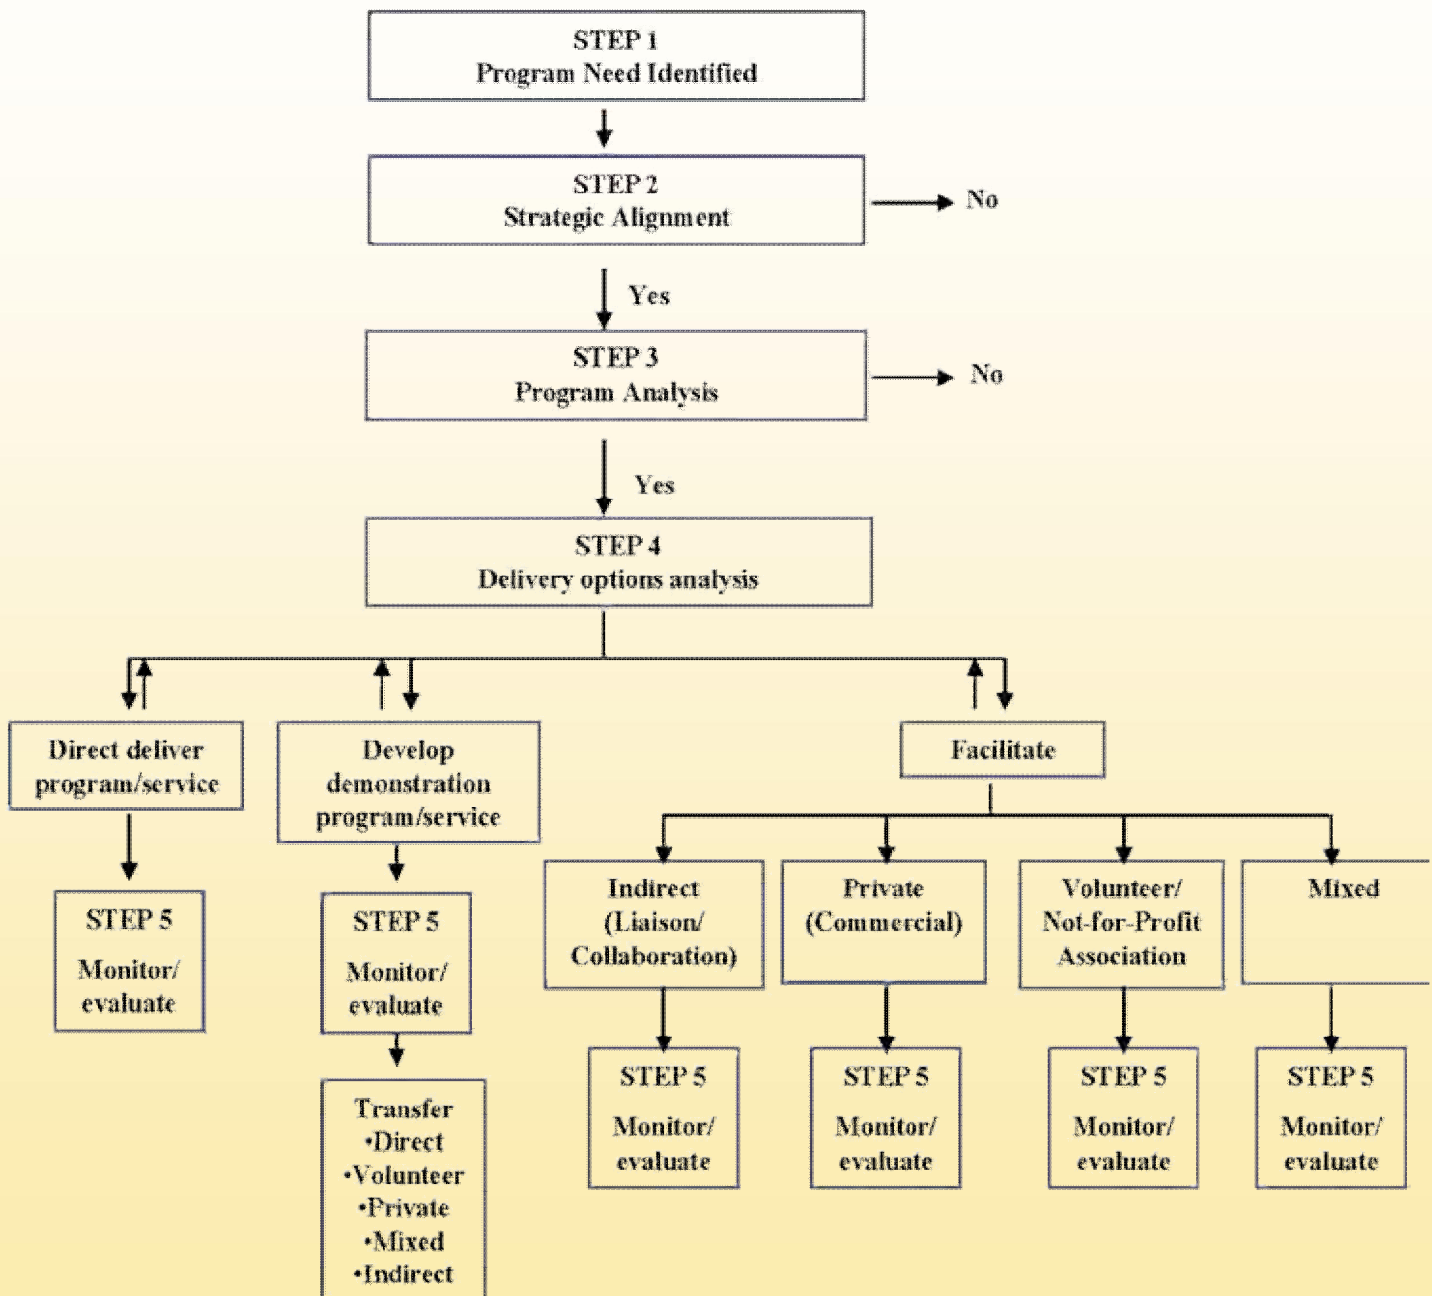 STEP 1
Program Need Identified
STEP 2
Strategic Alignment
No
Yes
STEP 3
Program Analysis
No
Yes
STEP 4
Delivery options analysis
Direct deliver
program/service
Develop
demonstration
program/service
Facilitate
STEP 5
Monitor/
evaluate
STEP 5
Monitor/
evaluate
Transfer
•Direct
•Volunteer
•Private
•Mixed
•Indirect
Indirect
(Liaison/
Collaboration)
Private
(Commercial)
Volunteer/
Not-for-Profit
Association
Mixed
STEP 5
Monitor/
evaluate
STEP 5
Monitor/
evaluate
STEP 5
Monitor/
evaluate
STEP 5
Monitor/
evaluate